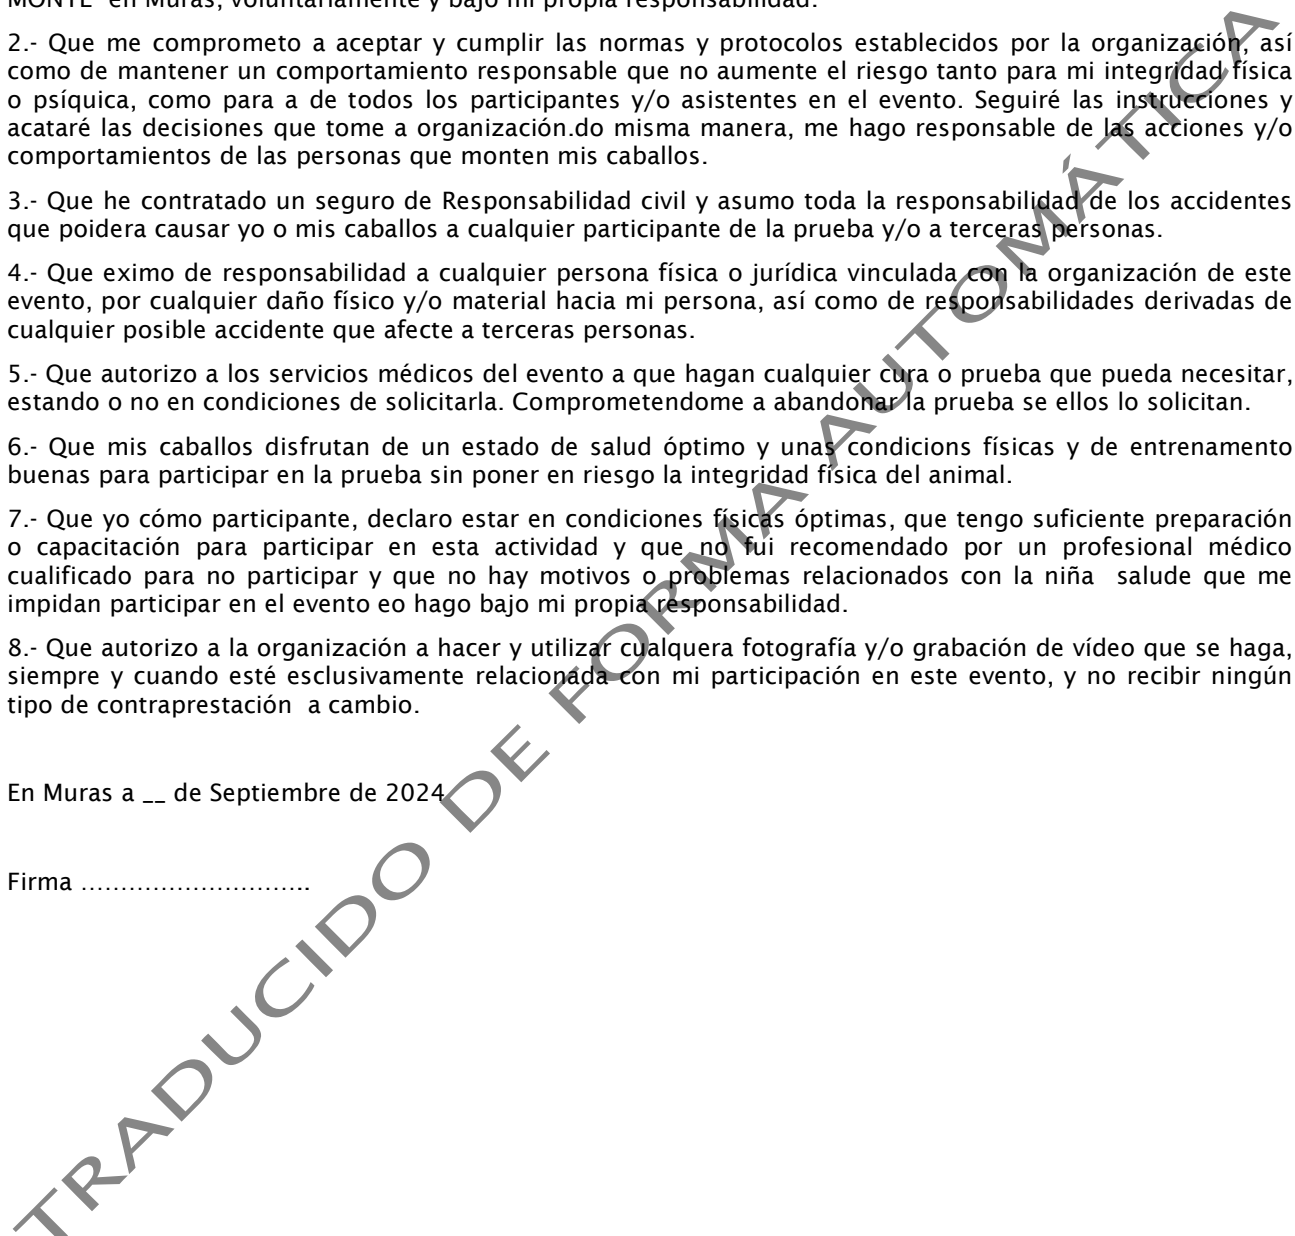 MONTE en Muras, voluntariamente y bajo mi propia responsabilidad.
2.- Que me comprometo a aceptar y cumplir las normas y protocolos establecidos por la organización, así
como de mantener un comportamiento responsable que no aumente el riesgo tanto para mi integridad física
o psíquica, como para a de todos los participantes y/o asistentes en el evento. Seguiré las instrucciones y
acataré las decisiones que tome a organización.do misma manera, me hago responsable de las acciones y/o
comportamientos de las personas que monten mis caballos.
3.- Que he contratado un seguro de Responsabilidad civil y asumo toda la responsabilidad de los accidentes
que poidera causar yo o mis caballos a cualquier participante de la prueba y/o a terceras personas.
4.- Que eximo de responsabilidad a cualquier persona física o jurídica vinculada con la organización de este
evento, por cualquier daño físico y/o material hacia mi persona, así como de responsabilidades derivadas de
cualquier posible accidente que afecte a terceras personas.
5.- Que autorizo a los servicios médicos del evento a que hagan cualquier cura o prueba que pueda necesitar,
estando o no en condiciones de solicitarla. Comprometendome a abandonar la prueba se ellos lo solicitan.
6.- Que mis caballos disfrutan de un estado de salud óptimo y unas condicions físicas y de entrenamento
buenas para participar en la prueba sin poner en riesgo la integridad física del animal.
7.- Que yo cómo participante, declaro estar en condiciones físicas óptimas, que tengo suficiente preparación
o capacitación para participar en esta actividad y que no fui recomendado por un profesional médico
cualificado para no participar y que no hay motivos o problemas relacionados con la niña salude que me
impidan participar en el evento eo hago bajo mi propia responsabilidad.
8.- Que autorizo a la organización a hacer y utilizar cualquera fotografía y/o grabación de vídeo que se haga,
siempre y cuando esté esclusivamente relacionada con mi participación en este evento, y no recibir ningún
tipo de contraprestación a cambio.
En Muras a __ de Septiembre de 2024
Firma ………………………..
TRADUCIDO DE FORMA AUTOMÁTICA